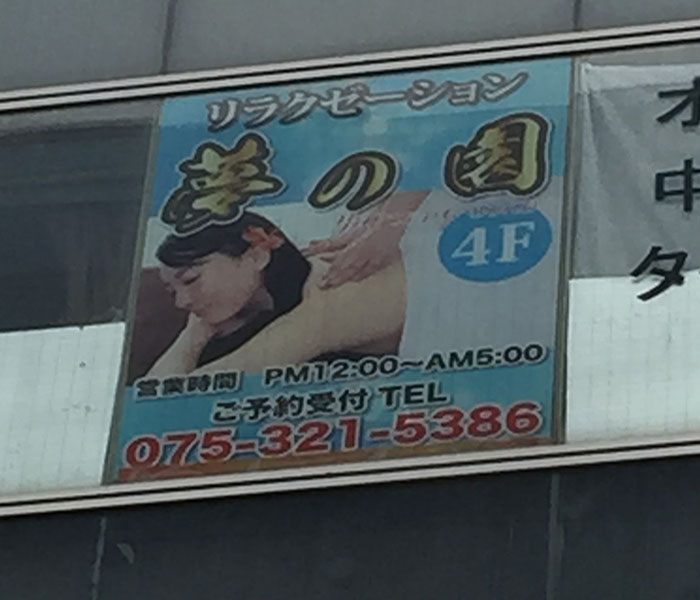 リラクゼーション
夢の園
4F
営業時間 PM12:00～AM5:00
ご予約受付 TEL
075-321-5386
オ
中
タ